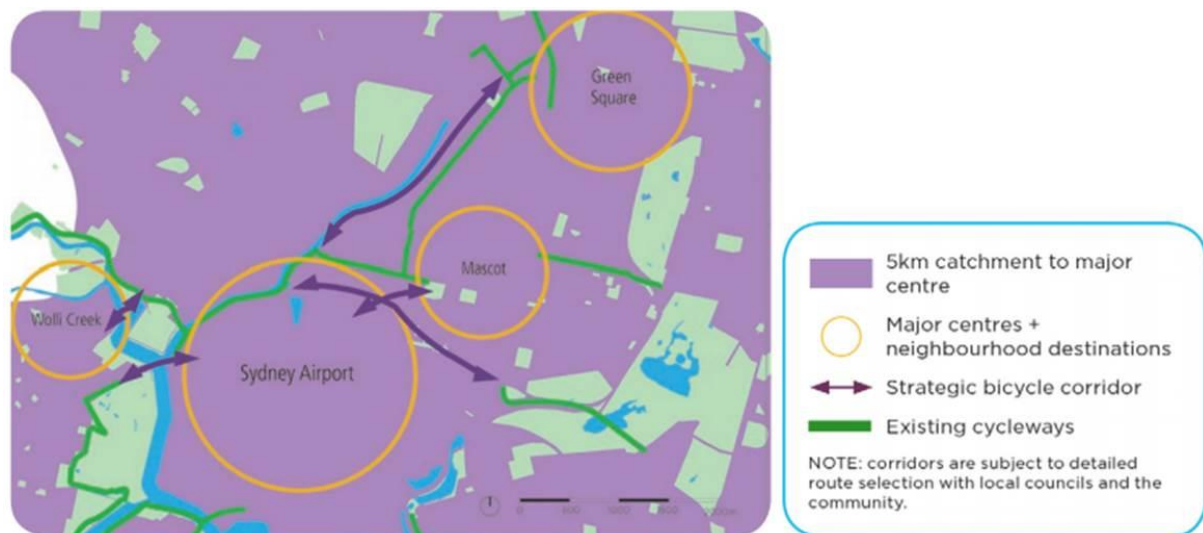 Green
Square
Mascot
Wolli Creek
Sydney Airport
0
5km catchment to major
centre
Major centres +
neighbourhood destinations
Strategic bicycle corridor
Existing cycleways
NOTE: corridors are subject to detailed
route selection with local councils and the
community.